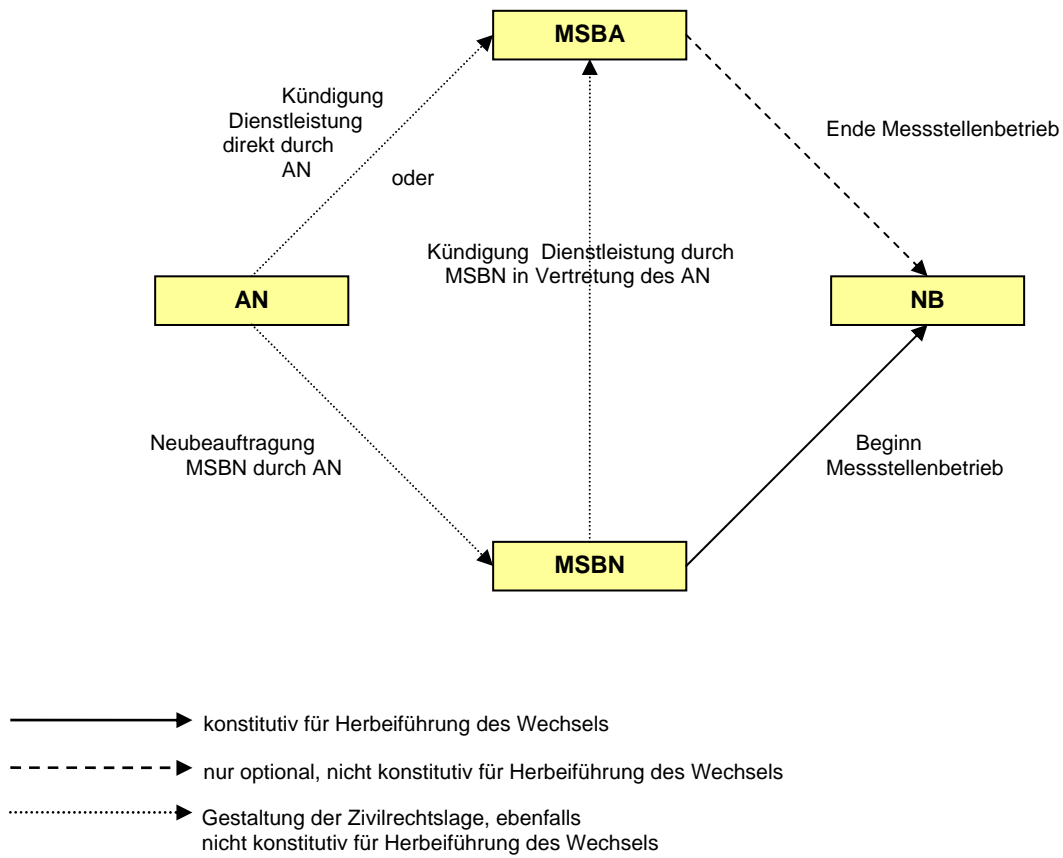 MSBA
Kündigung
Dienstleistung
direkt durch
AN
oder
Ende Messstellenbetrieb
Kündigung Dienstleistung durch
MSBN in Vertretung des AN
AN
NB
Neubeauftragung
MSBN durch AN
Beginn
Messstellenbetrieb
MSBN
konstitutiv für Herbeiführung des Wechsels
nur optional, nicht konstitutiv für Herbeiführung des Wechsels
Gestaltung der Zivilrechtslage, ebenfalls
nicht konstitutiv für Herbeiführung des Wechsels